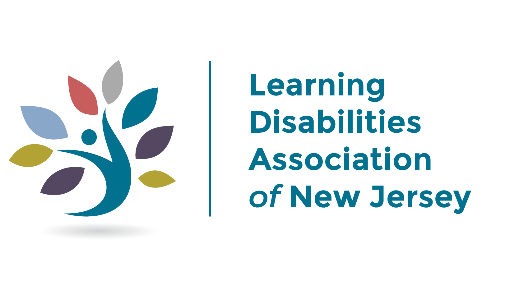 Learning
Disabilities
Association
of New Jersey